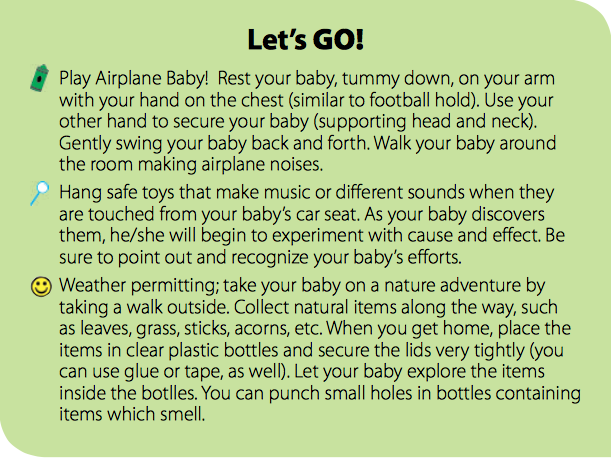 Let's GO!
Play Airplane Baby!  Rest your baby, tummy down, on your arm
with your hand on the chest (similar to football hold). Use your
other hand to secure your baby (supporting head and neck).
Gently swing your baby back and forth. Walk your baby around
the room making airplane noises.
Hang safe toys that make music or different sounds when they
are touched from your baby's car seat. As your baby discovers
them, he/she will begin to experiment with cause and effect. Be
sure to point out and recognize your baby's efforts.
Weather permitting; take your baby on a nature adventure by
taking a walk outside. Collect natural items along the way, such
as leaves, grass, sticks, acorns, etc. When you get home, place the
items in clear plastic bottles and secure the lids very tightly (you
can use glue or tape, as well). Let your baby explore the items
inside the botlles. You can punch small holes in bottles containing
items which smell.